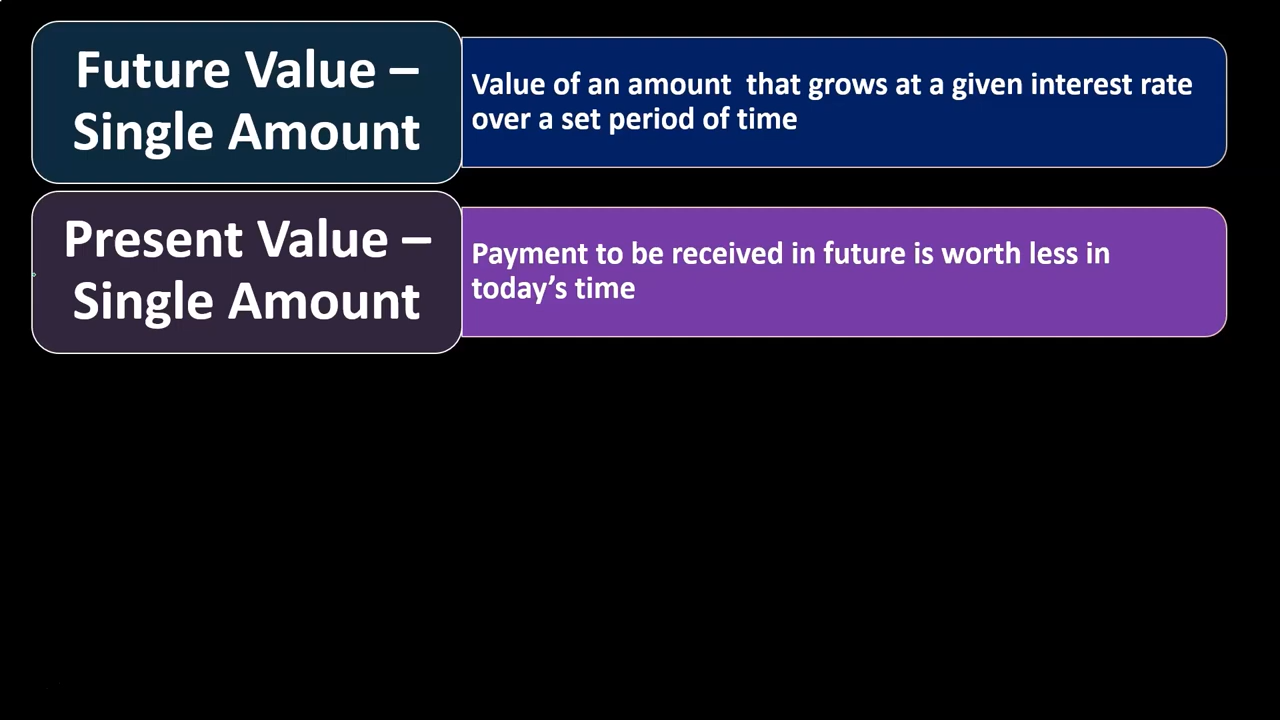 Future Value –
Single Amount
Value of an amount  that grows at a given interest rate
over a set period of time
Present Value –
Single Amount
Payment to be received in future is worth less in
today’s time